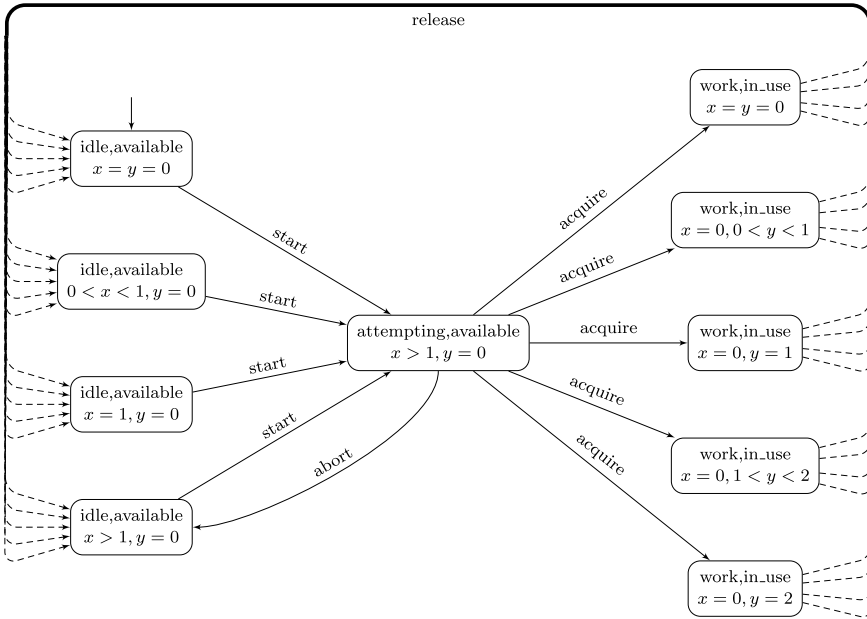 release
idle,available
x = y = 0
idle,available
0 < x < 1, y = 0
idle,available
x = 1, y = 0
idle,available
x > 1, y = 0
start
start
start
start
abort
attempting,available
x > 1, y = 0
acquire
acquire
acquire
acquire
acquire
work,in_use
x = y = 0
work,in_use
x = 0, 0 < y < 1
work,in_use
x = 0, y = 1
work,in_use
x = 0, 1 < y < 2
work,in_use
x = 0, y = 2